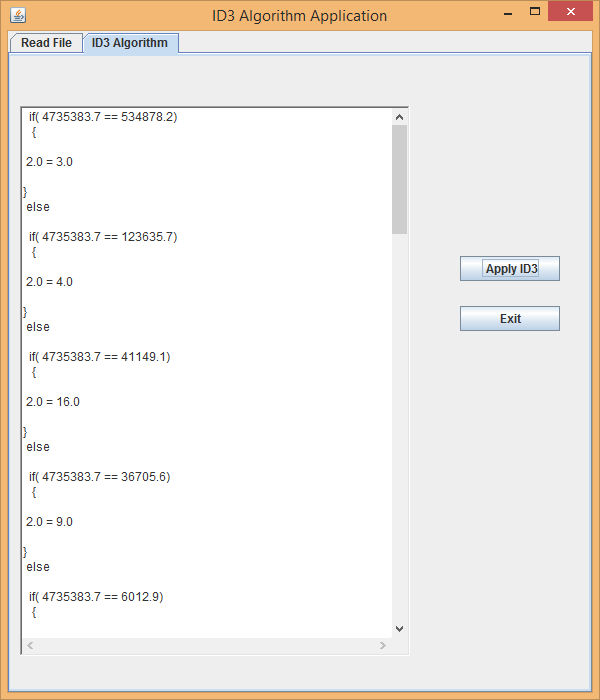 ID3 Algorithm Application
Read File
ID3 Algorithm
if( 4735383.7 == 534878.2)
{
2.0 = 3.0
}
else
if( 4735383.7 == 123635.7)
{
2.0 = 4.0
}
else
if( 4735383.7 == 41149.1)
{
2.0 = 16.0
}
else
if( 4735383.7 == 36705.6)
{
2.0 = 9.0
}
else
if( 4735383.7 == 6012.9)
{
Apply ID3
Exit